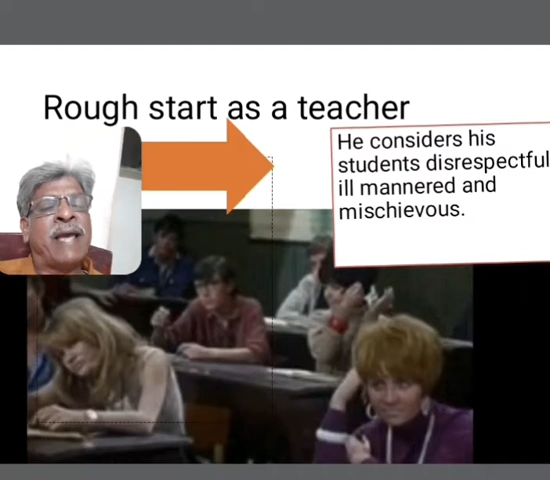 Rough start as a teacher
He considers his
students disrespectful
ill mannered and
mischievous.